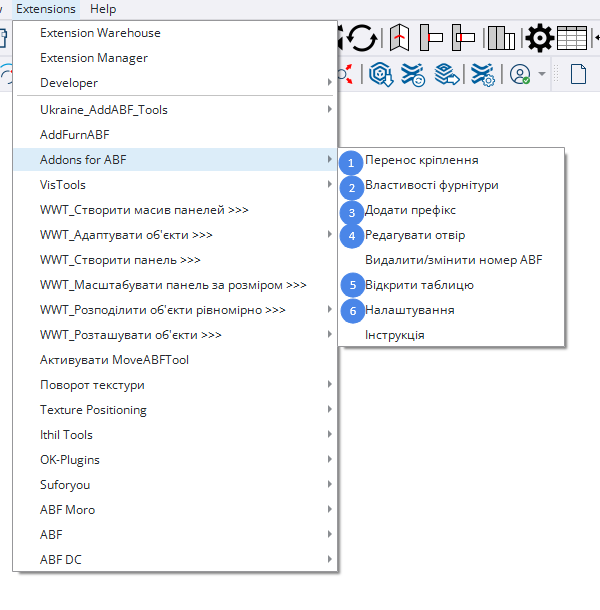 Extensions Help
Extension Warehouse
Extension Manager
Developer
Ukraine_AddABF_Tools
AddFurnABF
Addons for ABF
VisTools
WWT_Створити масив панелей >>>
WWT_Адаптувати об'єкти >>>
WWT_Створити панель >>>
WWT_Масштабувати панель за розміром >>>
WWT_Розподілити об'єкти рівномірно >>>
WWT_Розташувати об'єкти >>>
Активувати MoveABFTool
Поворот текстури
Texture Positioning
Ithil Tools
OK-Plugins
Suforyou
ABF Moro
ABF
ABF DC
1 Перенос кріплення
2 Властивості фурнітури
3 Додати префікс
4 Редагувати отвір
Видалити/змінити номер ABF
5 Відкрити таблицю
6 Налаштування
Інструкція